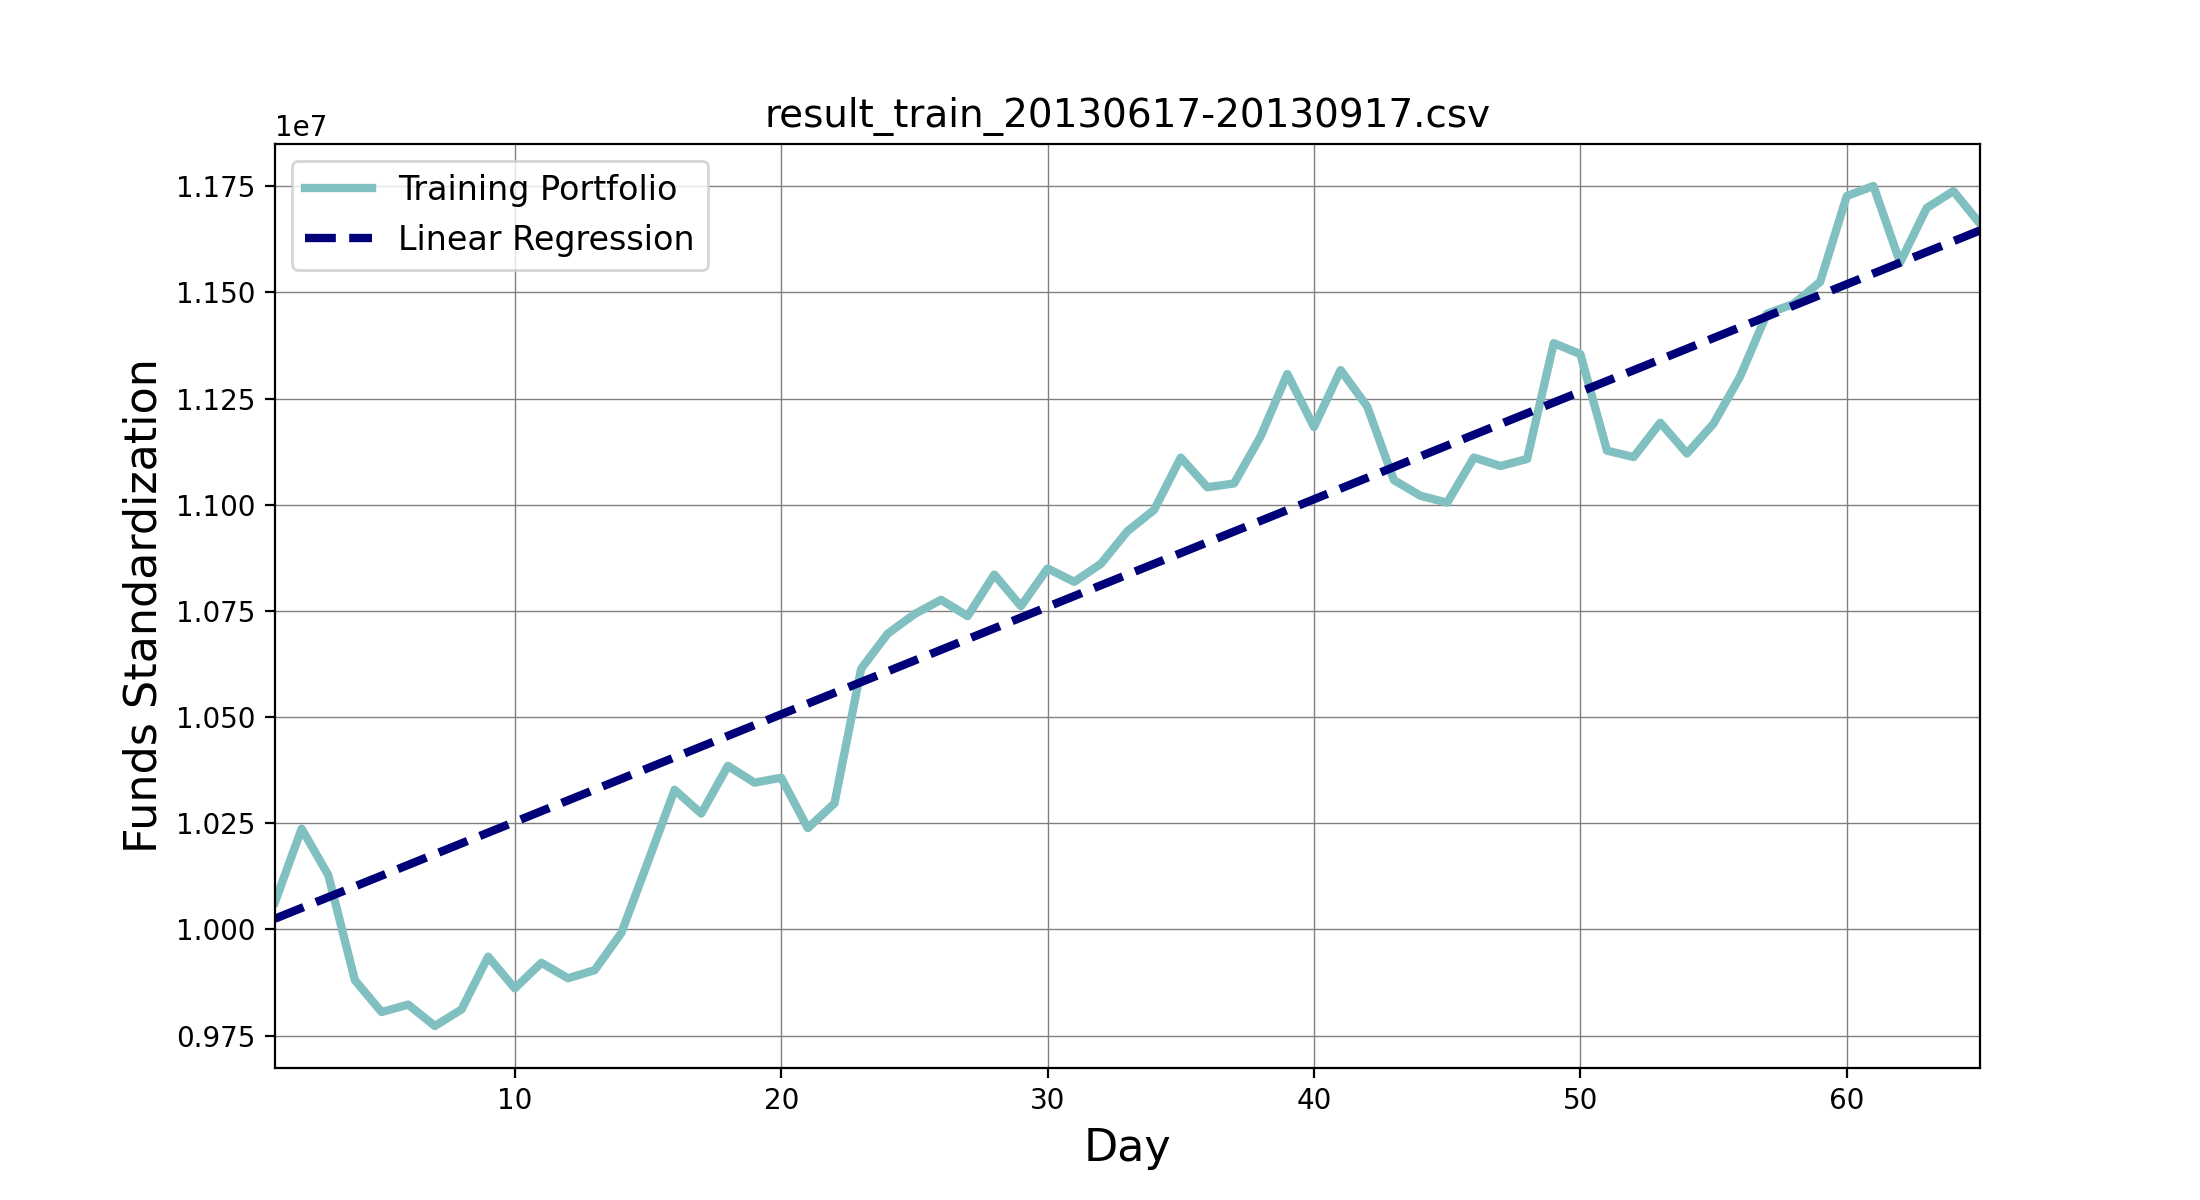 result_train_20130617-20130917.csv
1e7
Training Portfolio
Linear Regression
1.175
1.150
1.125
1.100
1.075
1.050
1.025
1.000
0.975
Funds Standardization
10 20 30 40 50 60
Day